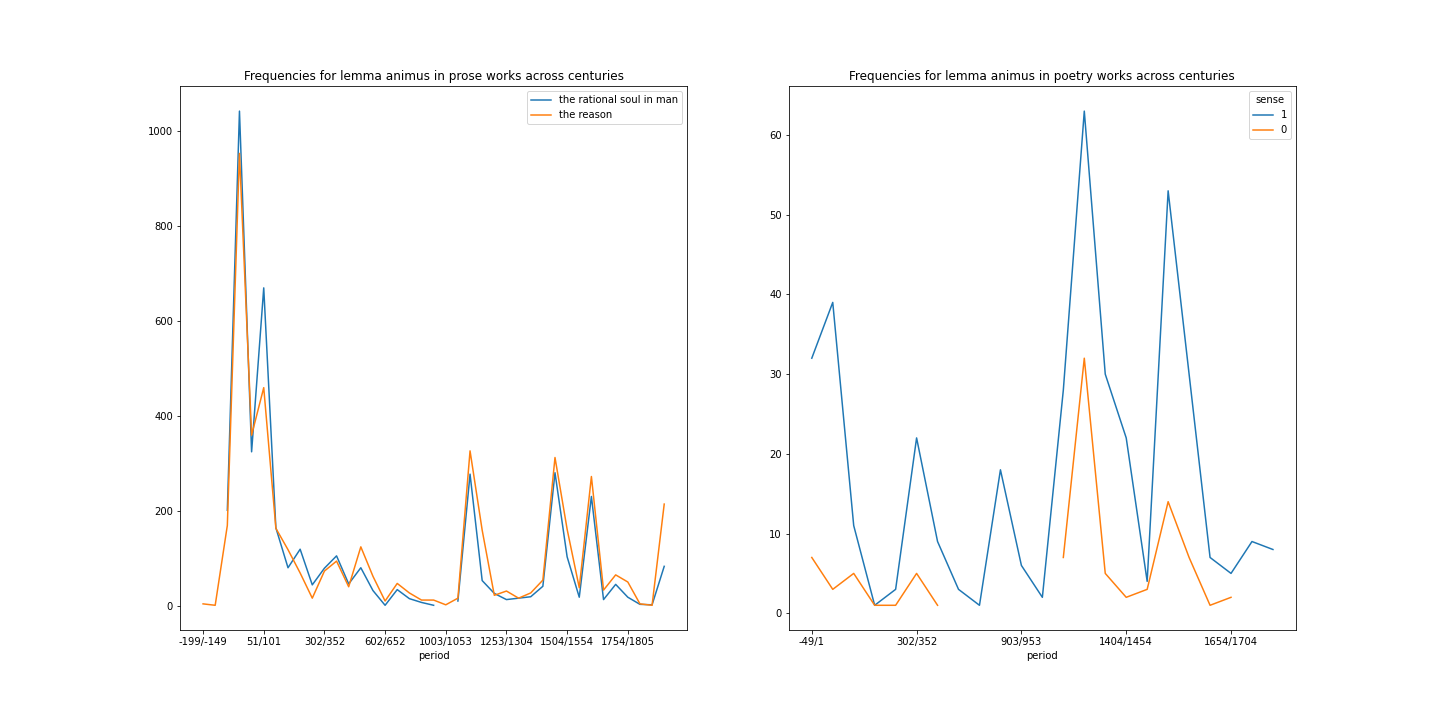 Frequencies for lemma animus in prose works across centuries
the rational soul in man
the reason
1000
800
600
400
200
0
-199/-149 51/101 302/352 602/652 1003/1053 1253/1304 1504/1554 1754/1805
period
Frequencies for lemma animus in poetry works across centuries
sense
1
0
60
50
40
30
20
10
0
-49/1 302/352 903/953 1404/1454 1654/1704
period